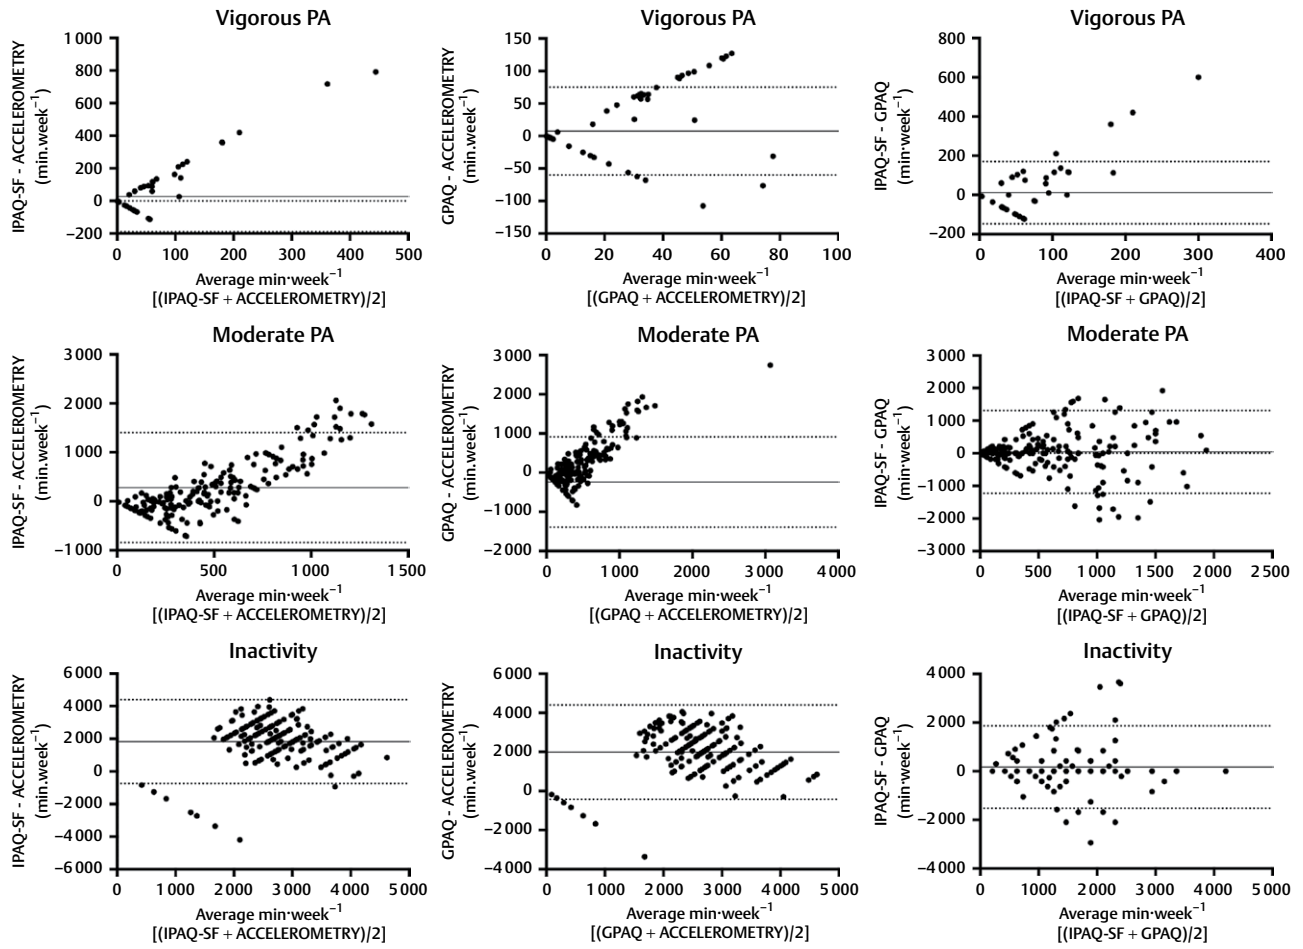 Vigorous PA
IPAQ-SF - ACCELEROMETRY
(min.week⁻¹)
1 000
800
600
400
200
0
−200
0 100 200 300 400 500
Average min·week⁻¹
[(IPAQ-SF + ACCELEROMETRY)/2]
Vigorous PA
GPAQ - ACCELEROMETRY
(min.week⁻¹)
150
100
50
0
−50
−100
−150
0 20 40 60 80 100
Average min·week⁻¹
[(GPAQ + ACCELEROMETRY)/2]
Vigorous PA
IPAQ-SF - GPAQ
(min.week⁻¹)
800
600
400
200
0
−200
0 100 200 300 400
Average min·week⁻¹
[(IPAQ-SF + GPAQ)/2]
Moderate PA
IPAQ-SF - ACCELEROMETRY
(min.week⁻¹)
3 000
2 000
1 000
0
−1 000
0 500 1 000 1 500
Average min·week⁻¹
[(IPAQ-SF + ACCELEROMETRY)/2]
Moderate PA
GPAQ - ACCELEROMETRY
(min.week⁻¹)
3 000
2 000
1 000
0
−1 000
−2 000
0 1 000 2 000 3 000 4 000
Average min·week⁻¹
[(GPAQ + ACCELEROMETRY)/2]
Moderate PA
IPAQ-SF - GPAQ
(min.week⁻¹)
3 000
2 000
1 000
0
−1 000
−2 000
−3 000
0 500 1 000 1 500 2 000 2 500
Average min·week⁻¹
[(IPAQ-SF + GPAQ)/2]
Inactivity
IPAQ-SF - ACCELEROMETRY
(min.week⁻¹)
6 000
4 000
2 000
0
−2 000
−4 000
−6 000
0 1 000 2 000 3 000 4 000 5 000
Average min·week⁻¹
[(IPAQ-SF + ACCELEROMETRY)/2]
Inactivity
GPAQ - ACCELEROMETRY
(min.week⁻¹)
6 000
4 000
2 000
0
−2 000
−4 000
0 1 000 2 000 3 000 4 000 5 000
Average min·week⁻¹
[(GPAQ + ACCELEROMETRY)/2]
Inactivity
IPAQ-SF - GPAQ
(min.week⁻¹)
4 000
2 000
0
−2 000
−4 000
0 1 000 2 000 3 000 4 000 5 000
Average min·week⁻¹
[(IPAQ-SF + GPAQ)/2]